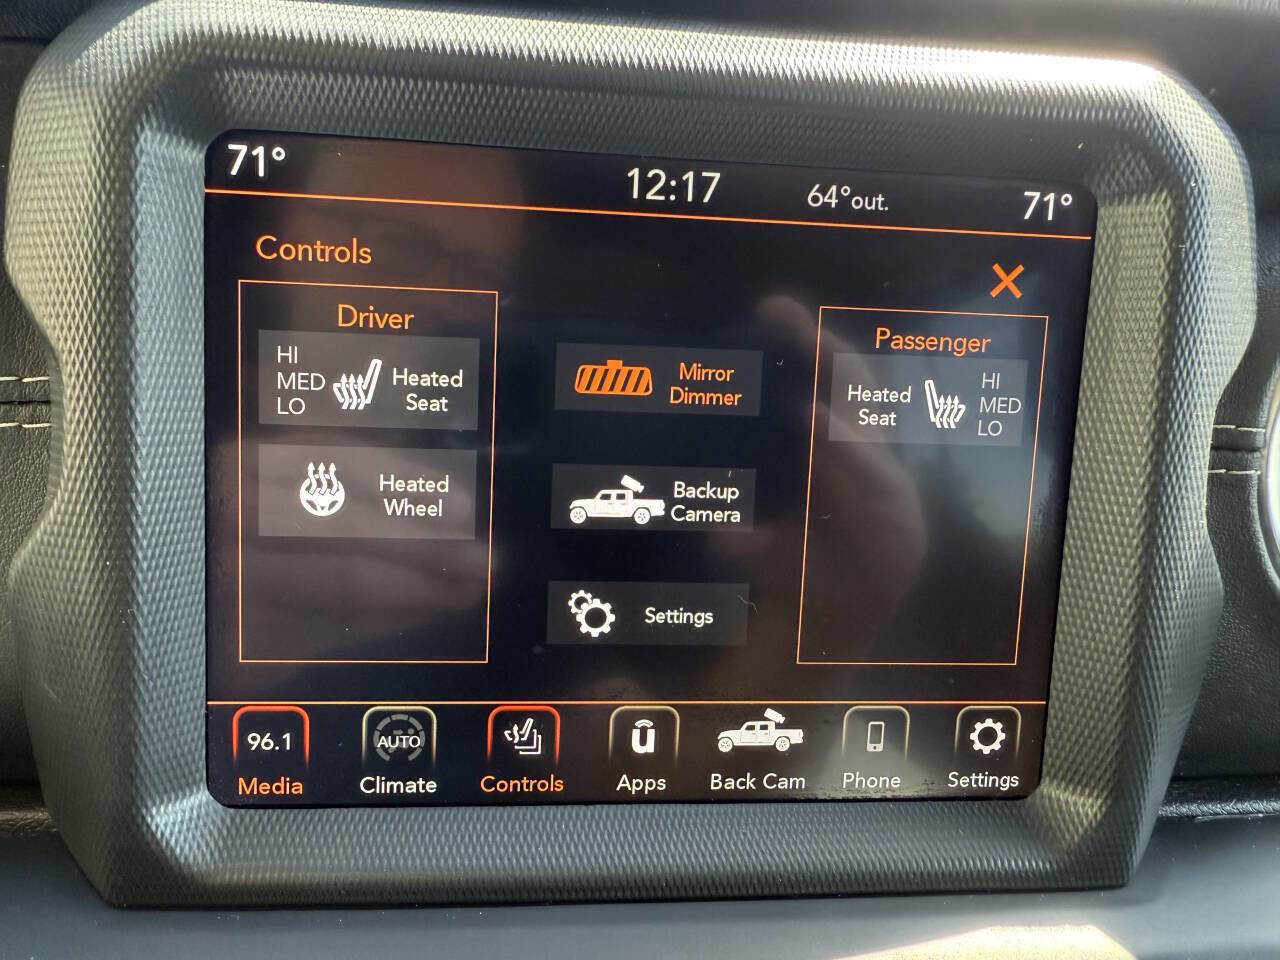 71°
12:17
64°out.
71°
Controls
Driver
HI
MED
LO
Heated
Seat
Heated
Wheel
Mirror
Dimmer
Backup
Camera
Settings
Passenger
Heated
Seat
HI
MED
LO
96.1
Media
AUTO
Climate
Controls
u
Apps
Back Cam
Phone
Settings